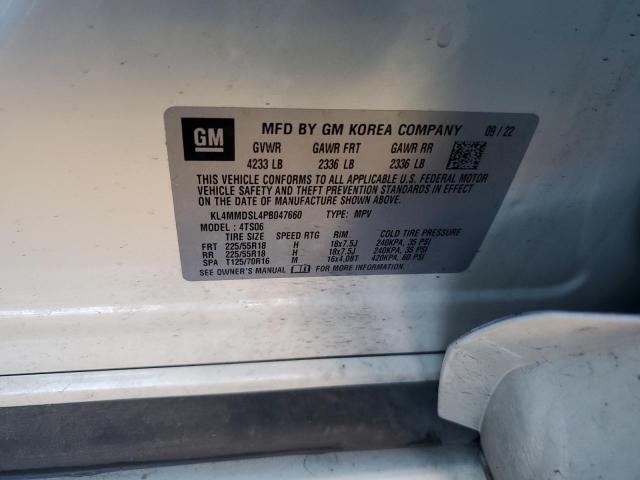 GM MFD BY GM KOREA COMPANY 09/22
GVWR GAWR FRT GAWR RR
4233 LB 2336 LB 2336 LB
THIS VEHICLE CONFORMS TO ALL APPLICABLE U.S. FEDERAL MOTOR
VEHICLE SAFETY AND THEFT PREVENTION STANDARDS IN EFFECT
ON THE DATE OF MANUFACTURE SHOWN ABOVE.
KL4MMDSL4PB047660 TYPE: MPV
MODEL : 4TS06
TIRE SIZE SPEED RTG RIM COLD TIRE PRESSURE
FRT 225/55R18 H 18x7.5J 240KPA, 35 PSI
RR 225/55R18 H 18x7.5J 240KPA, 35 PSI
SPA T125/70R16 M 16x4.0BT 420KPA, 60 PSI
SEE OWNER'S MANUAL FOR MORE INFORMATION.